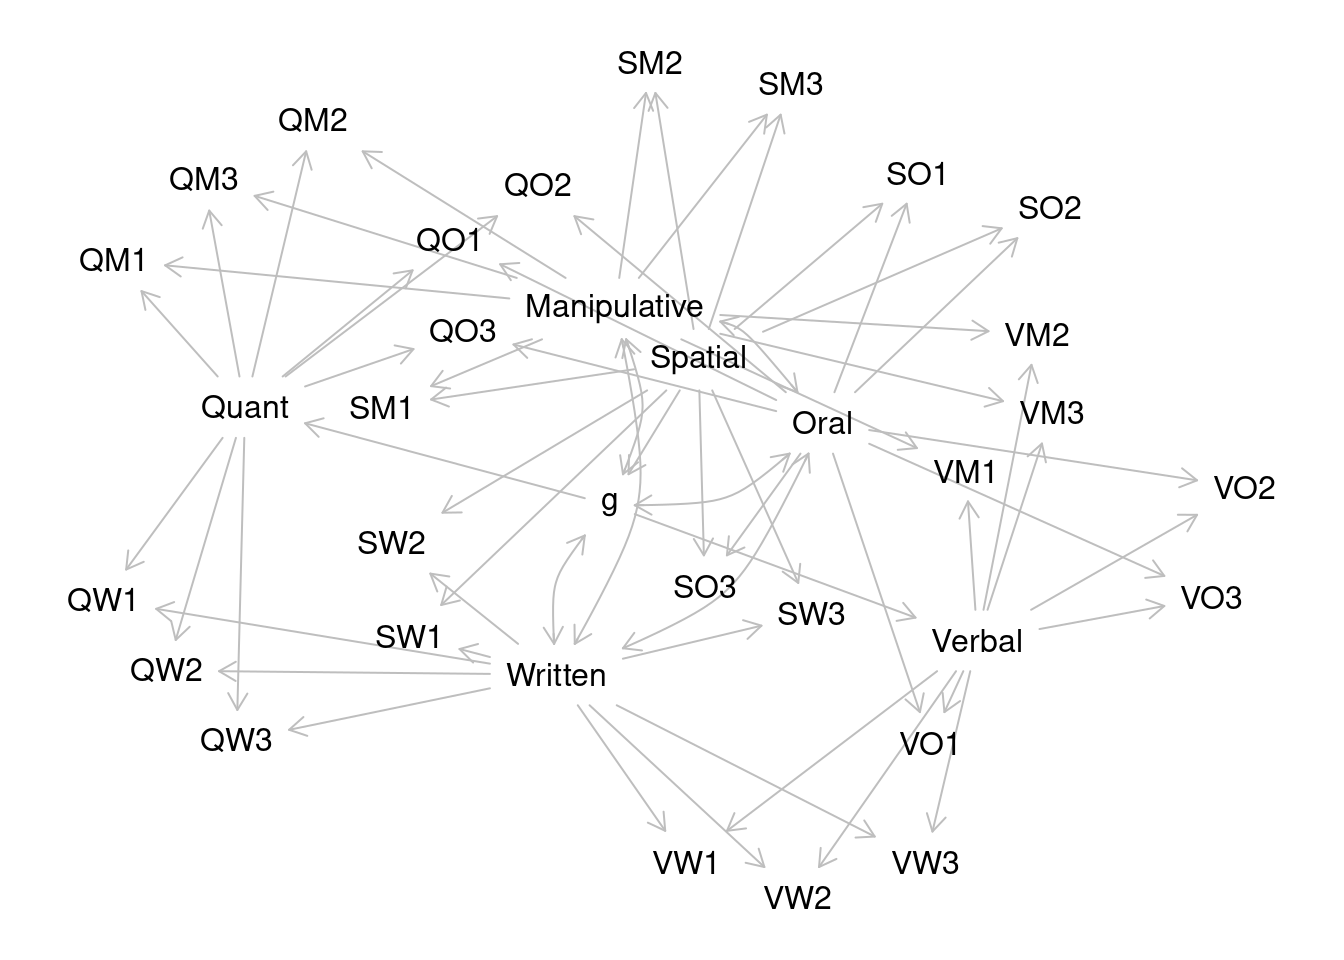 SM2
SM3
QM2
SO1
QM3
QO2
SO2
QO1
QM1
Manipulative
QO3
VM2
Spatial
Quant
SM1
VM3
Oral
VM1
VO2
g
SW2
SO3
VO3
QW1
SW3
SW1
Verbal
QW2
Written
QW3
VO1
VW1
VW3
VW2